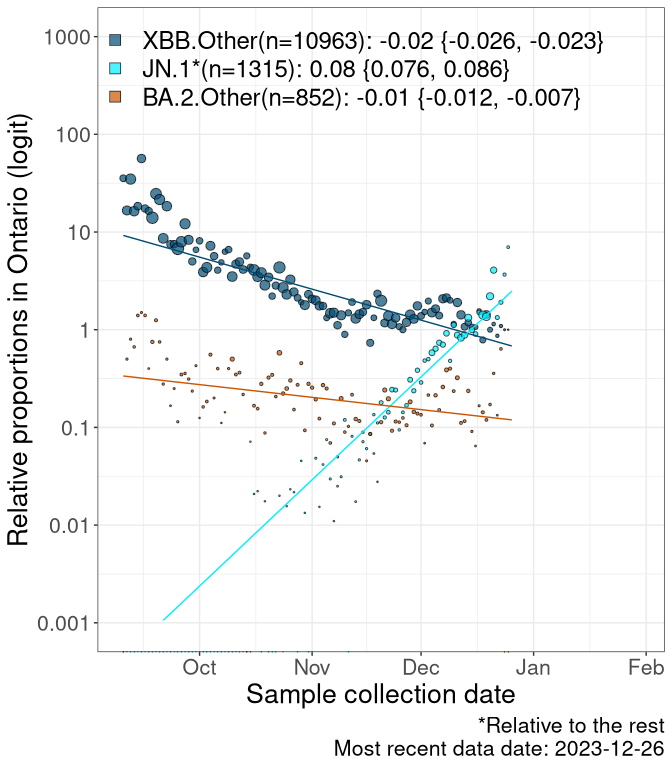 Relative proportions in Ontario (logit)
1000
100
10
1
0.1
0.01
0.001
XBB.Other(n=10963): -0.02 {-0.026, -0.023}
JN.1*(n=1315): 0.08 {0.076, 0.086}
BA.2.Other(n=852): -0.01 {-0.012, -0.007}
Oct Nov Dec Jan Feb
Sample collection date
*Relative to the rest
Most recent data date: 2023-12-26